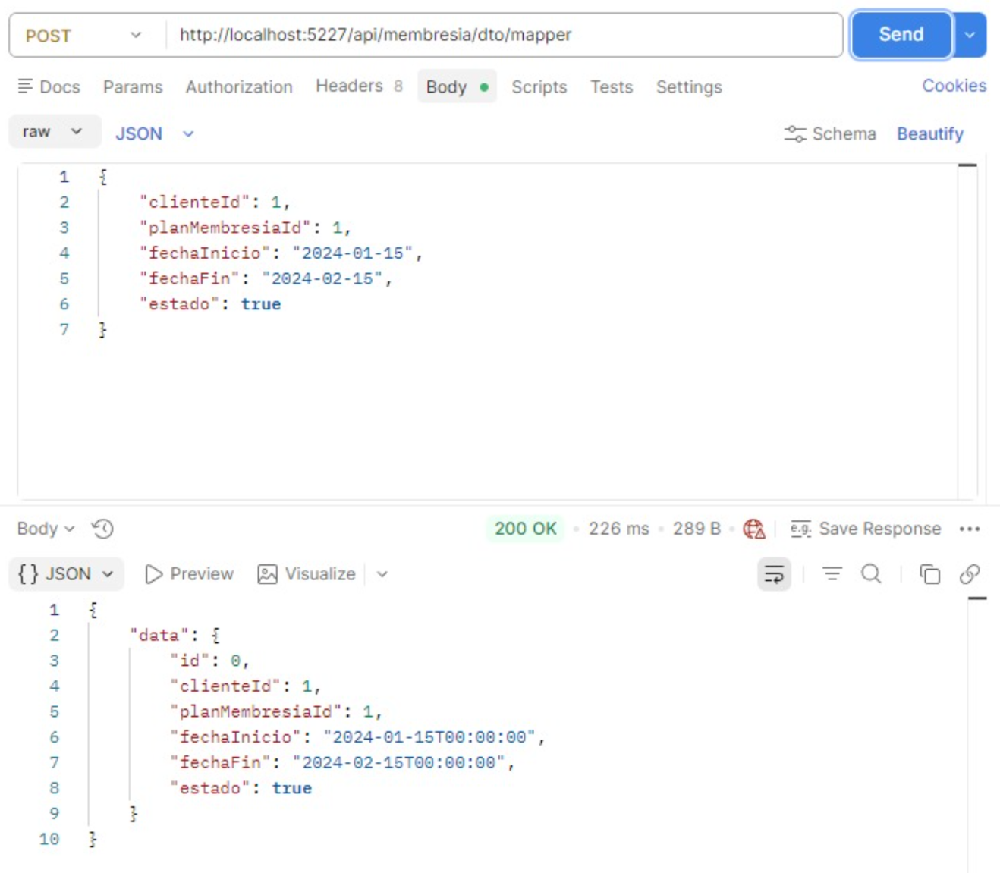 POST http://localhost:5227/api/membresia/dto/mapper Send
Docs Params Authorization Headers 8 Body Scripts Tests Settings Cookies
raw JSON Schema Beautify
1 {
2 "clienteId": 1,
3 "planMembresiaId": 1,
4 "fechaInicio": "2024-01-15",
5 "fechaFin": "2024-02-15",
6 "estado": true
7 }
Body 200 OK • 226 ms • 289 B • e.g. Save Response •••
{} JSON Preview Visualize
1 {
2 "data": {
3 "id": 0,
4 "clienteId": 1,
5 "planMembresiaId": 1,
6 "fechaInicio": "2024-01-15T00:00:00",
7 "fechaFin": "2024-02-15T00:00:00",
8 "estado": true
9 }
10 }